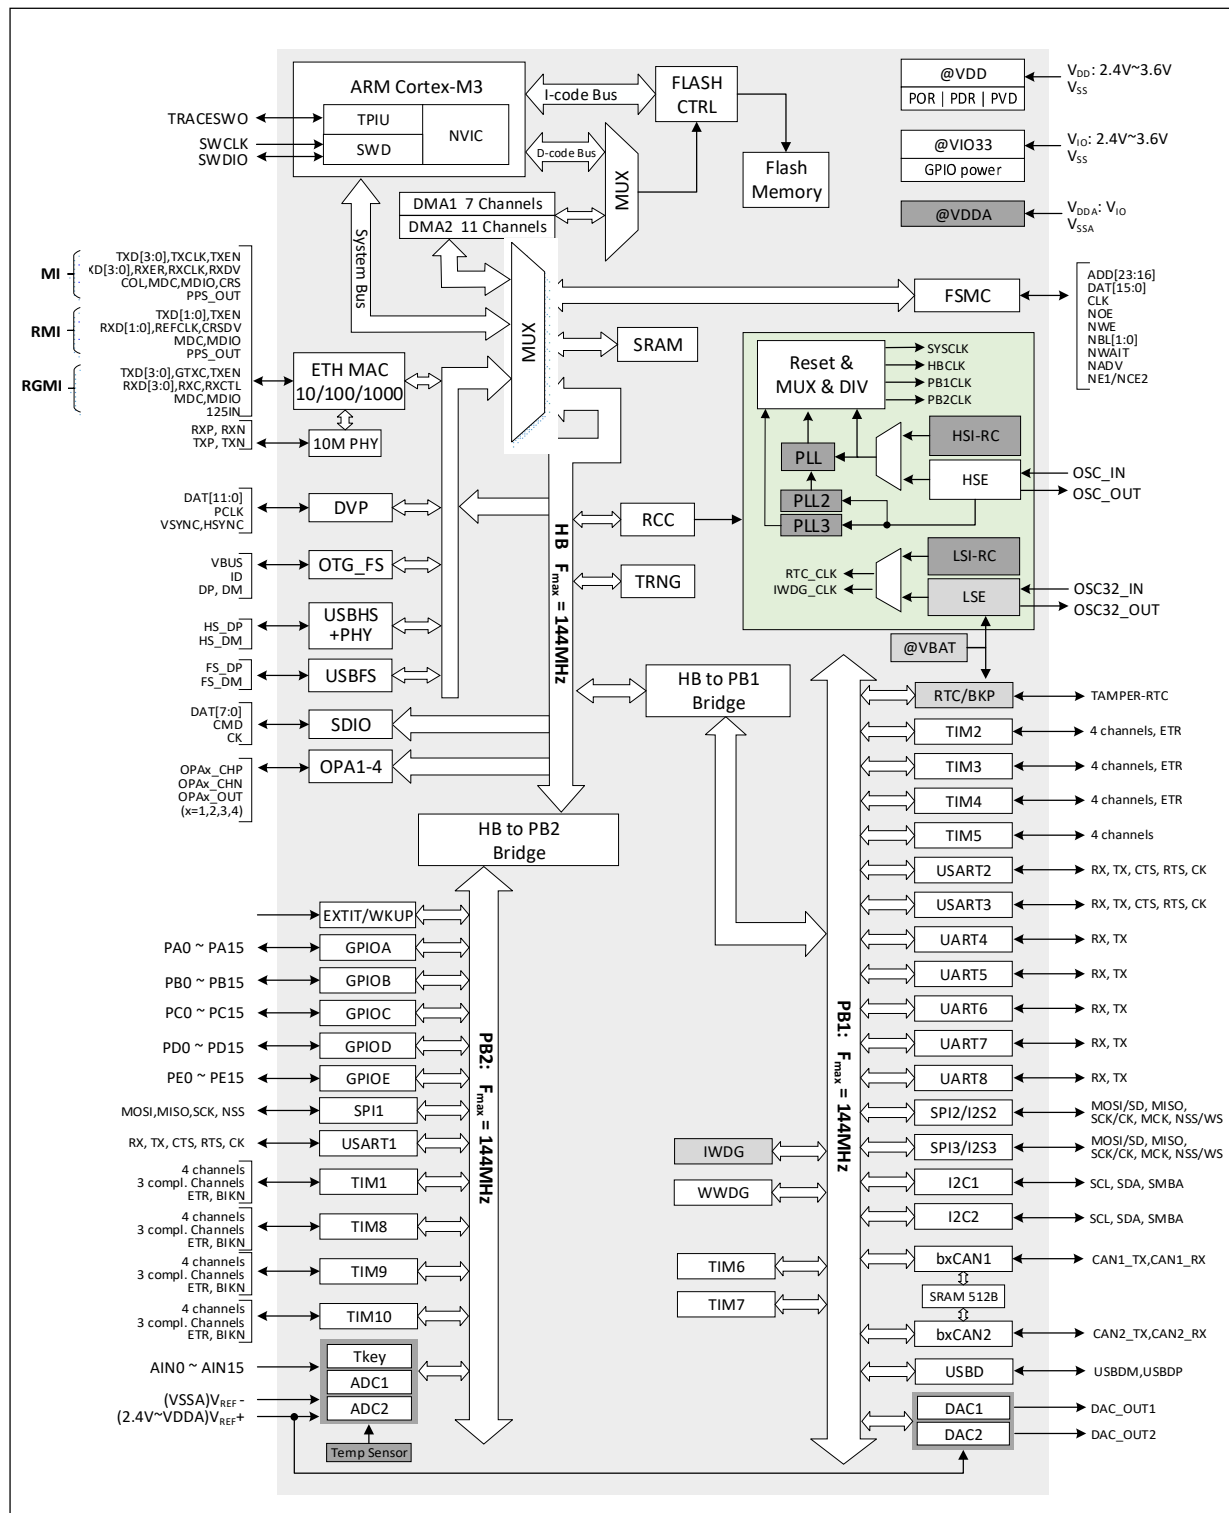 ARM Cortex-M3
TPIU
SWD
NVIC
TRACESWO
SWCLK
SWDIO
I-code Bus
D-code Bus
FLASH
CTRL
MUX
Flash
Memory
@VDD
POR | PDR | PVD
VDD: 2.4V~3.6V
VSS
@VIO33
GPIO power
VIO: 2.4V~3.6V
VSS
@VDDA
VDDA: VIO
VSSA
DMA1 7 Channels
DMA2 11 Channels
System Bus
MUX
MI
TXD[3:0],TXCLK,TXEN
XD[3:0],RXER,RXCLK,RXDV
COL,MDC,MDIO,CRS
PPS_OUT
RMI
TXD[1:0],TXEN
RXD[1:0],REFCLK,CRSDV
MDC,MDIO
PPS_OUT
RGMI
TXD[3:0],GTXC,TXEN
RXD[3:0],RXC,RXCTL
MDC,MDIO
125IN
ETH MAC
10/100/1000
RXP, RXN
TXP, TXN
10M PHY
FSMC
ADD[23:16]
DAT[15:0]
CLK
NOE
NWE
NBL[1:0]
NWAIT
NADV
NE1/NCE2
SRAM
Reset &
MUX & DIV
SYSCLK
HBCLK
PB1CLK
PB2CLK
PLL
PLL2
PLL3
HSI-RC
HSE
OSC_IN
OSC_OUT
LSI-RC
LSE
RTC_CLK
IWDG_CLK
OSC32_IN
OSC32_OUT
@VBAT
DAT[11:0]
PCLK
VSYNC,HSYNC
DVP
VBUS
ID
DP, DM
OTG_FS
HS_DP
HS_DM
USBHS
+PHY
FS_DP
FS_DM
USBFS
DAT[7:0]
CMD
CK
SDIO
OPAx_CHP
OPAx_CHN
OPAx_OUT
(x=1,2,3,4)
OPA1-4
HB Fmax = 144MHz
RCC
TRNG
HB to PB1
Bridge
HB to PB2
Bridge
EXTIT/WKUP
PA0 ~ PA15
GPIOA
PB0 ~ PB15
GPIOB
PC0 ~ PC15
GPIOC
PD0 ~ PD15
GPIOD
PE0 ~ PE15
GPIOE
MOSI,MISO,SCK, NSS
SPI1
RX, TX, CTS, RTS, CK
USART1
4 channels
3 compl. Channels
ETR, BIKN
TIM1
4 channels
3 compl. Channels
ETR, BIKN
TIM8
4 channels
3 compl. Channels
ETR, BIKN
TIM9
4 channels
3 compl. Channels
ETR, BIKN
TIM10
AIN0 ~ AIN15
Tkey
ADC1
(VSSA)VREF-
(2.4V~VDDA)VREF+
ADC2
Temp Sensor
PB2: Fmax = 144MHz
IWDG
WWDG
TIM6
TIM7
PB1: Fmax = 144MHz
RTC/BKP
TAMPER-RTC
TIM2
4 channels, ETR
TIM3
4 channels, ETR
TIM4
4 channels, ETR
TIM5
4 channels
USART2
RX, TX, CTS, RTS, CK
USART3
RX, TX, CTS, RTS, CK
UART4
RX, TX
UART5
RX, TX
UART6
RX, TX
UART7
RX, TX
UART8
RX, TX
SPI2/I2S2
MOSI/SD, MISO,
SCK/CK, MCK, NSS/WS
SPI3/I2S3
MOSI/SD, MISO,
SCK/CK, MCK, NSS/WS
I2C1
SCL, SDA, SMBA
I2C2
SCL, SDA, SMBA
bxCAN1
CAN1_TX,CAN1_RX
SRAM 512B
bxCAN2
CAN2_TX,CAN2_RX
USBD
USBDM,USBDP
DAC1
DAC_OUT1
DAC2
DAC_OUT2